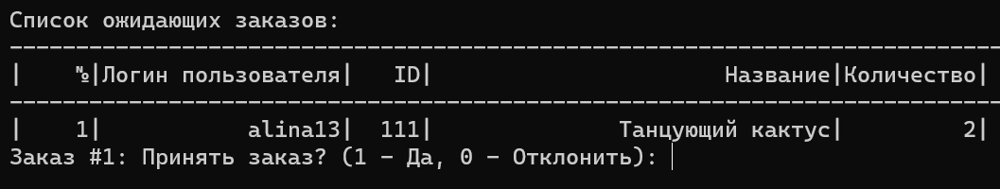 Список ожидающих заказов:
---------------------------------------------------------------------------
|    №|Логин пользователя|   ID|                      Название|Количество|
---------------------------------------------------------------------------
|    1|           alina13|  111|              Танцующий кактус|         2|
Заказ #1: Принять заказ? (1 - Да, 0 - Отклонить):